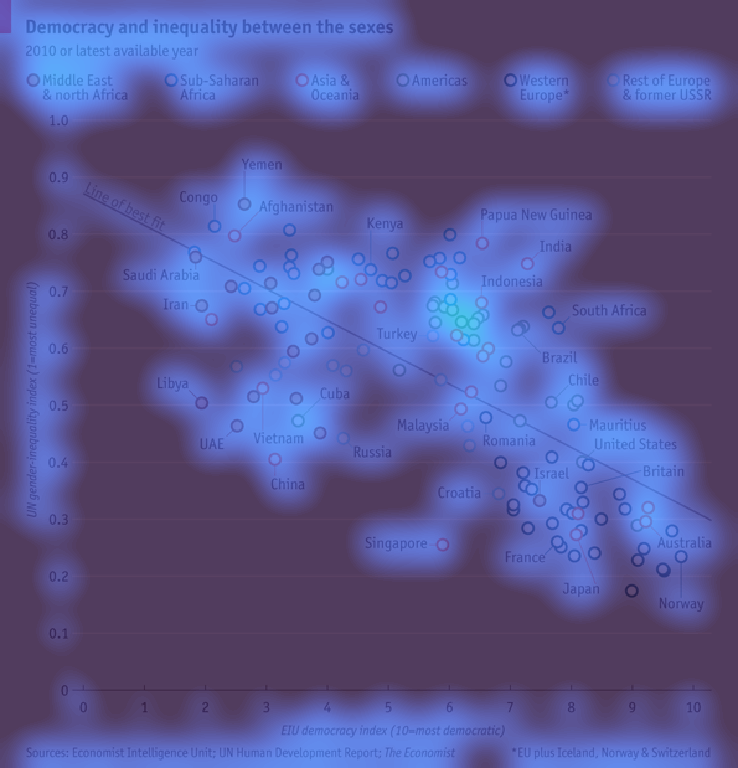 Democracy and inequality between the sexes
2010 or latest available year
Middle East & north Africa
Sub-Saharan Africa
Asia & Oceania
Americas
Western Europe*
Rest of Europe & former USSR
1.0
0.9
0.8
0.7
0.6
0.5
0.4
0.3
0.2
0.1
0
UN gender-inequality index (1=most unequal)
Line of best fit
Yemen
Congo
Afghanistan
Kenya
Papua New Guinea
India
Saudi Arabia
Indonesia
Iran
South Africa
Turkey
Brazil
Libya
Cuba
Chile
UAE
Vietnam
Malaysia
Mauritius
Romania
United States
Russia
China
Israel
Britain
Croatia
Singapore
France
Australia
Japan
Norway
0 1 2 3 4 5 6 7 8 9 10
EIU democracy index (10=most democratic)
Sources: Economist Intelligence Unit; UN Human Development Report; The Economist
*EU plus Iceland, Norway & Switzerland